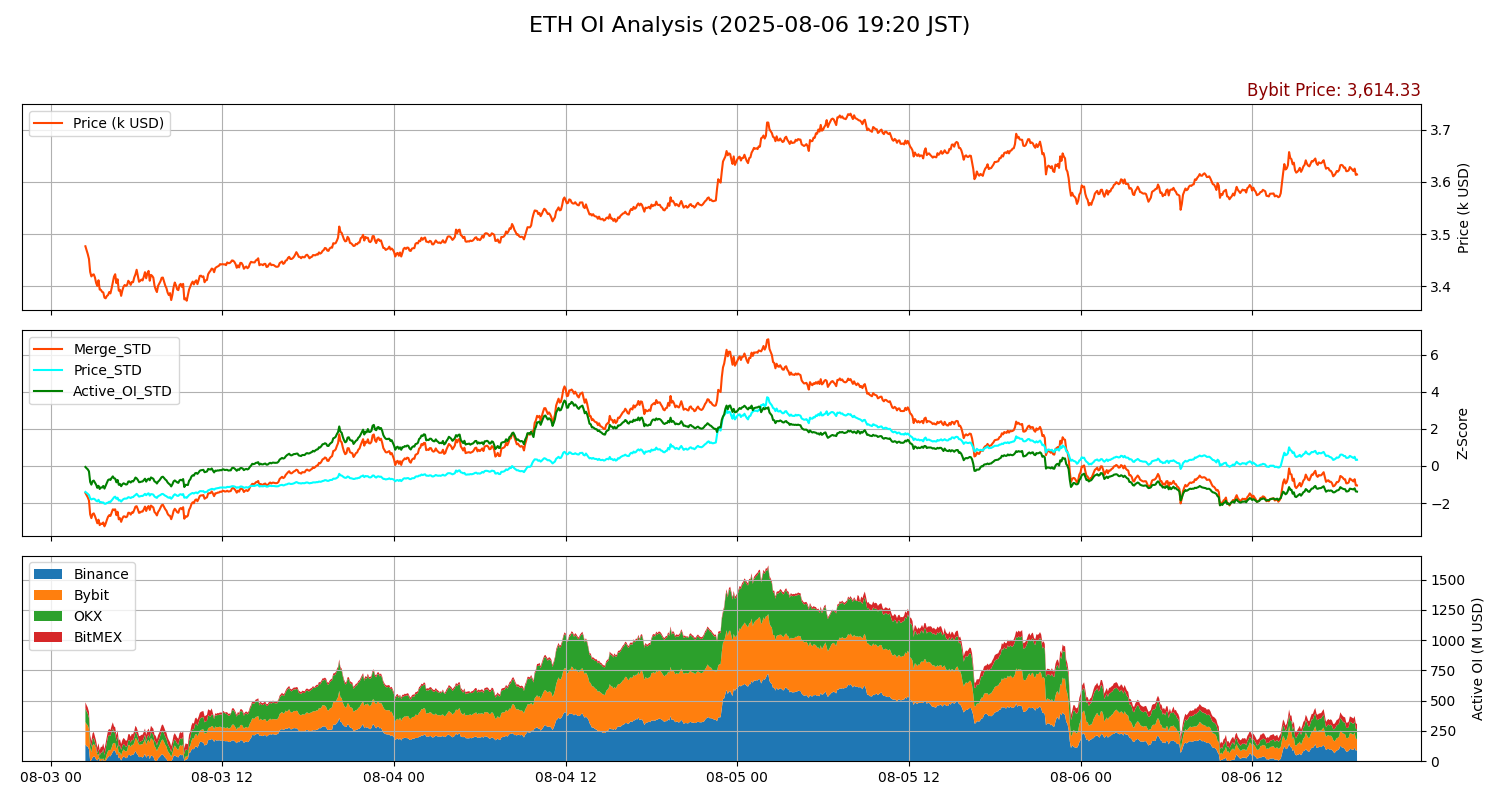 ETH OI Analysis (2025-08-06 19:20 JST)
Bybit Price: 3,614.33
Price (k USD)
3.7
3.6
3.5
3.4
Price (k USD)
Merge_STD
Price_STD
Active_OI_STD
6
4
2
0
−2
Z-Score
Binance
Bybit
OKX
BitMEX
1500
1250
1000
750
500
250
0
Active OI (M USD)
08-03 00
08-03 12
08-04 00
08-04 12
08-05 00
08-05 12
08-06 00
08-06 12